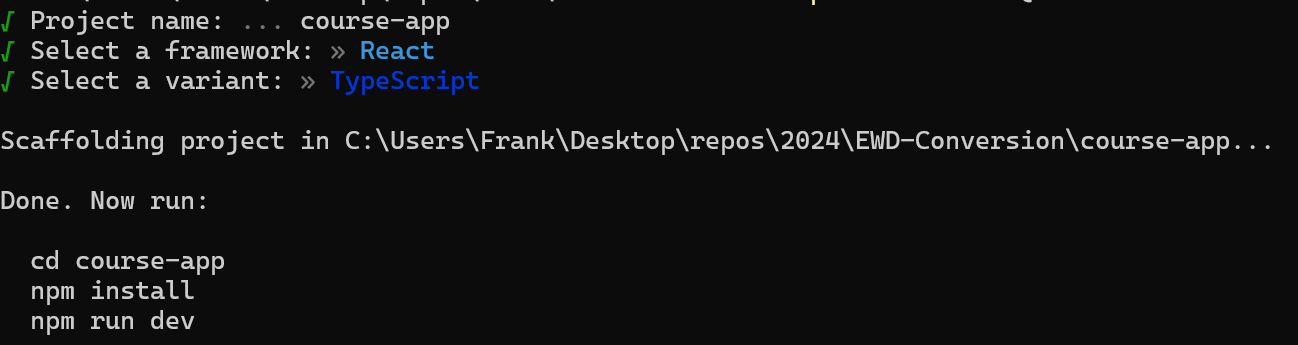 √ Project name: ... course-app
√ Select a framework: » React
√ Select a variant: » TypeScript
Scaffolding project in C:\Users\Frank\Desktop\repos\2024\EWD-Conversion\course-app...
Done. Now run:
cd course-app
npm install
npm run dev